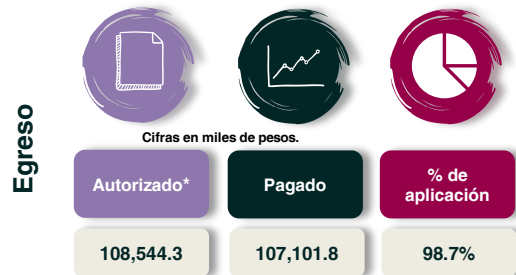 Egreso
Cifras en miles de pesos.
Autorizado*
Pagado
% de
aplicación
108,544.3
107,101.8
98.7%